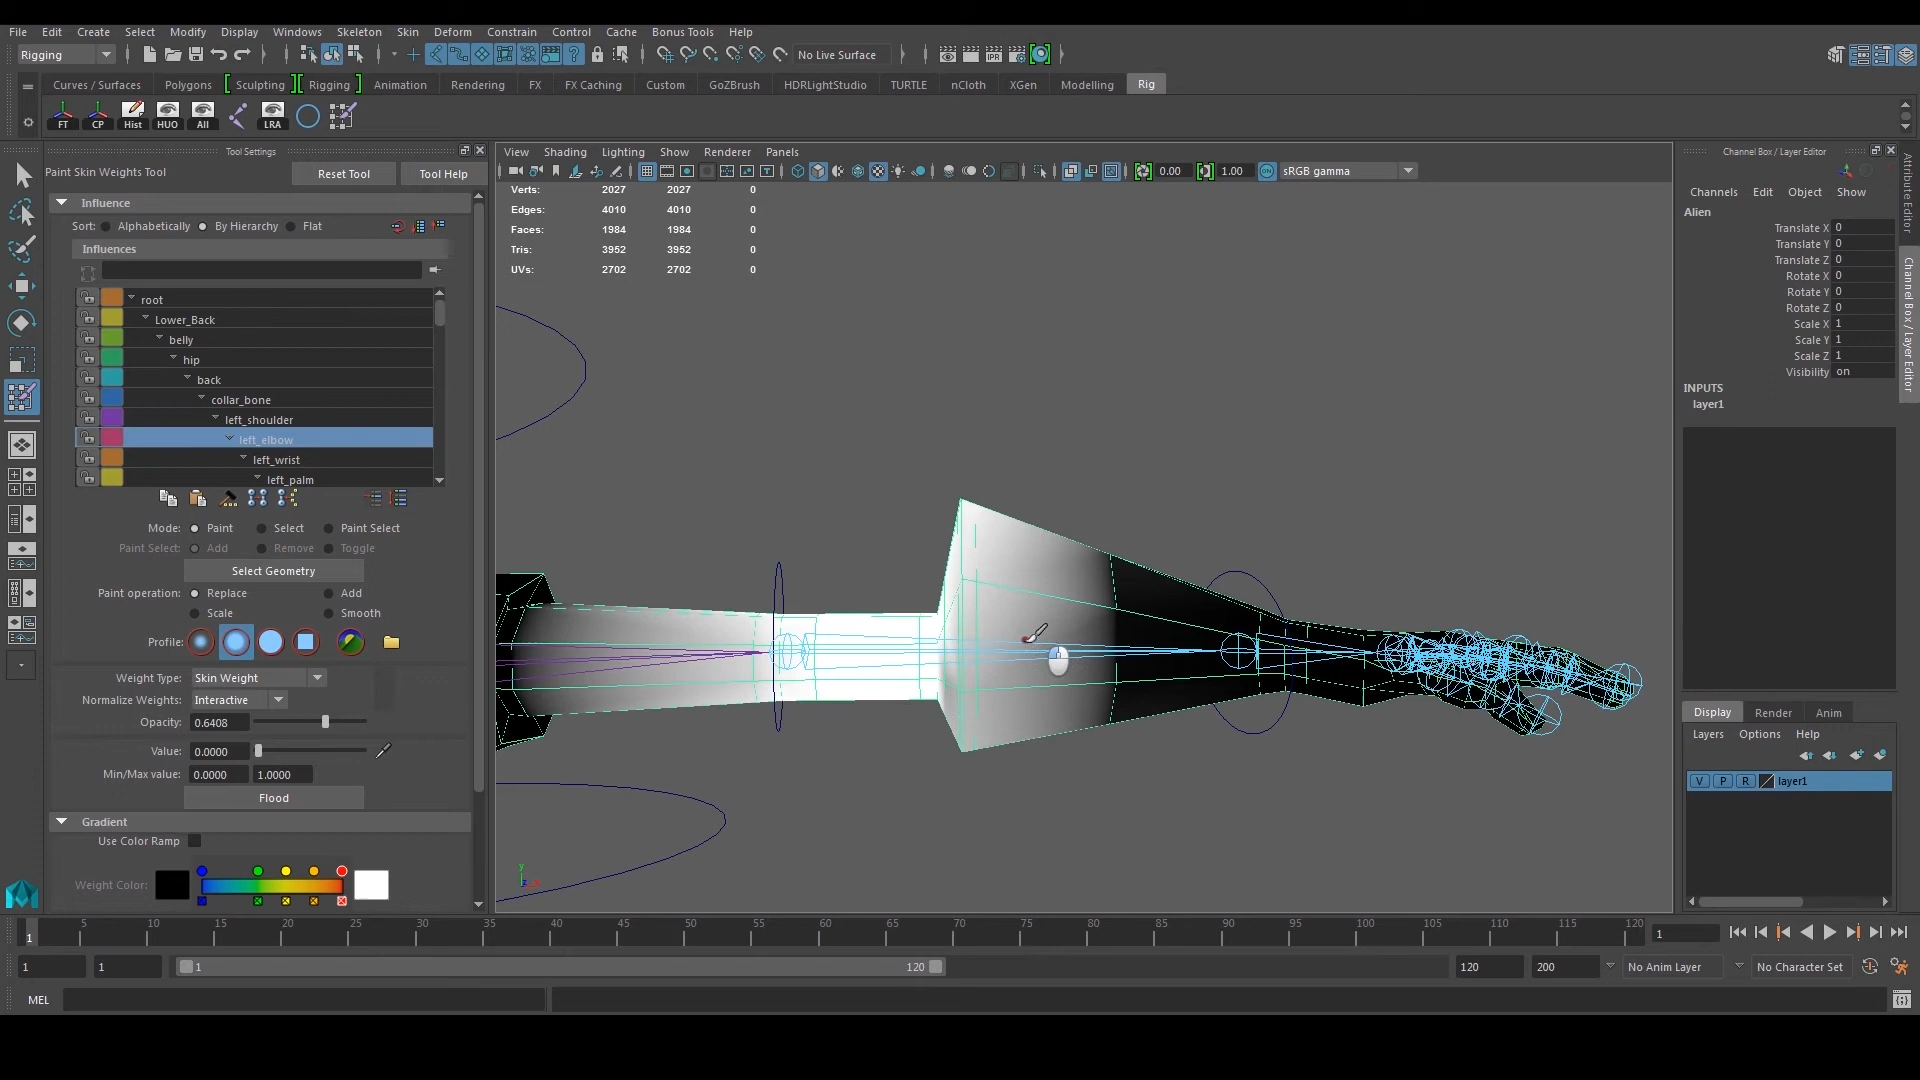 File Edit Create Select Modify Display Windows Skeleton Skin Deform Constrain Control Cache Bonus Tools Help
Rigging No Live Surface
Curves / Surfaces Polygons Sculpting Rigging Animation Rendering FX FX Caching Custom GoZBrush HDRLightStudio TURTLE nCloth XGen Modelling Rig
FT CP Hist HUO All LRA
Tool Settings
Paint Skin Weights Tool Reset Tool Tool Help
Influence
Sort: Alphabetically By Hierarchy Flat
Influences
root
Lower_Back
belly
hip
back
collar_bone
left_shoulder
left_elbow
left_wrist
left_palm
Mode: Paint Select Paint Select
Paint Select: Add Remove Toggle
Select Geometry
Paint operation: Replace Add
Scale Smooth
Profile:
Weight Type: Skin Weight
Normalize Weights: Interactive
Opacity: 0.6408
Value: 0.0000
Min/Max value: 0.0000 1.0000
Flood
Gradient
Use Color Ramp
Weight Color:
View Shading Lighting Show Renderer Panels
IPR 0.00 1.00 ON sRGB gamma
Verts: 2027 2027 0
Edges: 4010 4010 0
Faces: 1984 1984 0
Tris: 3952 3952 0
UVs: 2702 2702 0
y
Channel Box / Layer Editor
Channels Edit Object Show
Alien
Translate X 0
Translate Y 0
Translate Z 0
Rotate X 0
Rotate Y 0
Rotate Z 0
Scale X 1
Scale Y 1
Scale Z 1
Visibility on
INPUTS
layer1
Attribute Editor
Channel Box / Layer Editor
Display Render Anim
Layers Options Help
V P R layer1
5 10 15 20 25 30 35 40 45 50 55 60 65 70 75 80 85 90 95 100 105 110 115 120
1 1
1 1 1 120 120 200 No Anim Layer No Character Set
MEL